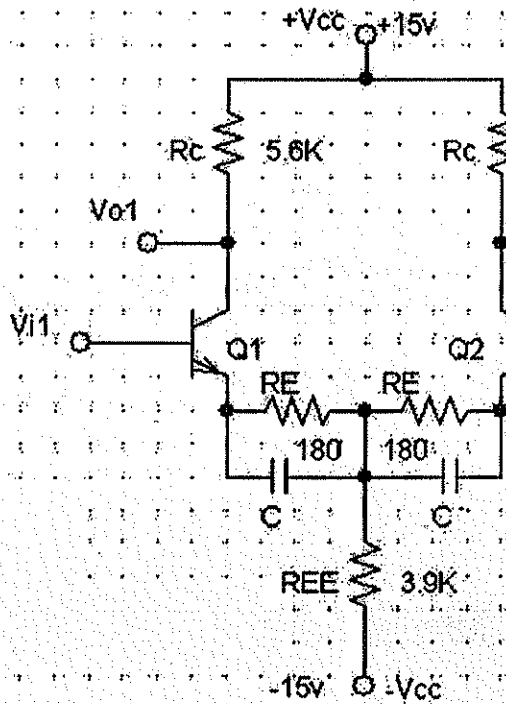 +Vcc +15v
Rc 5.6K Rc
Vo1
Vi1
Q1 Q2
RE RE
180 180
C C
REE 3.9K
-15v -Vcc